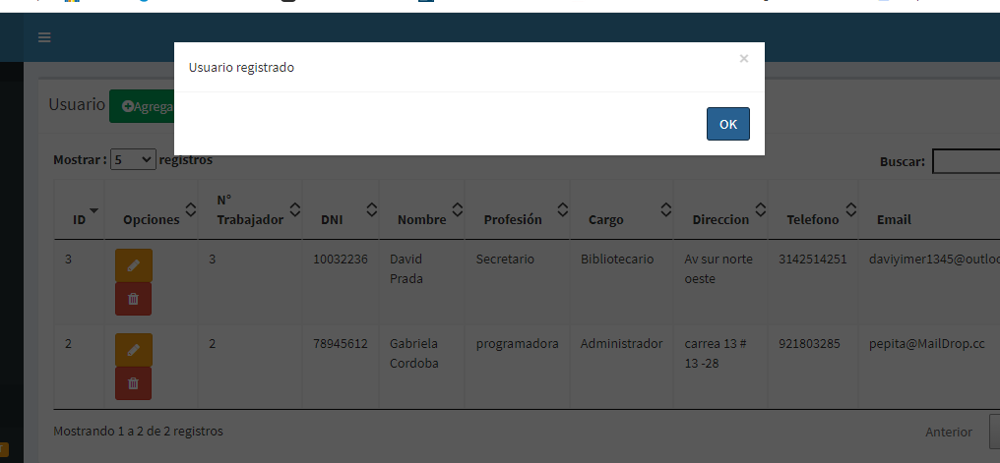 Usuario registrado
×
OK
Usuario Agrega
Mostrar : 5 registros
Buscar:
ID Opciones N° Trabajador DNI Nombre Profesión Cargo Direccion Telefono Email
3 3 10032236 David Secretario Bibliotecario Av sur norte 3142514251 daviyimer1345@outloo
Prada oeste
2 2 78945612 Gabriela programadora Administrador carrea 13 # 921803285 pepita@MailDrop.cc
Cordoba 13 -28
Mostrando 1 a 2 de 2 registros
Anterior